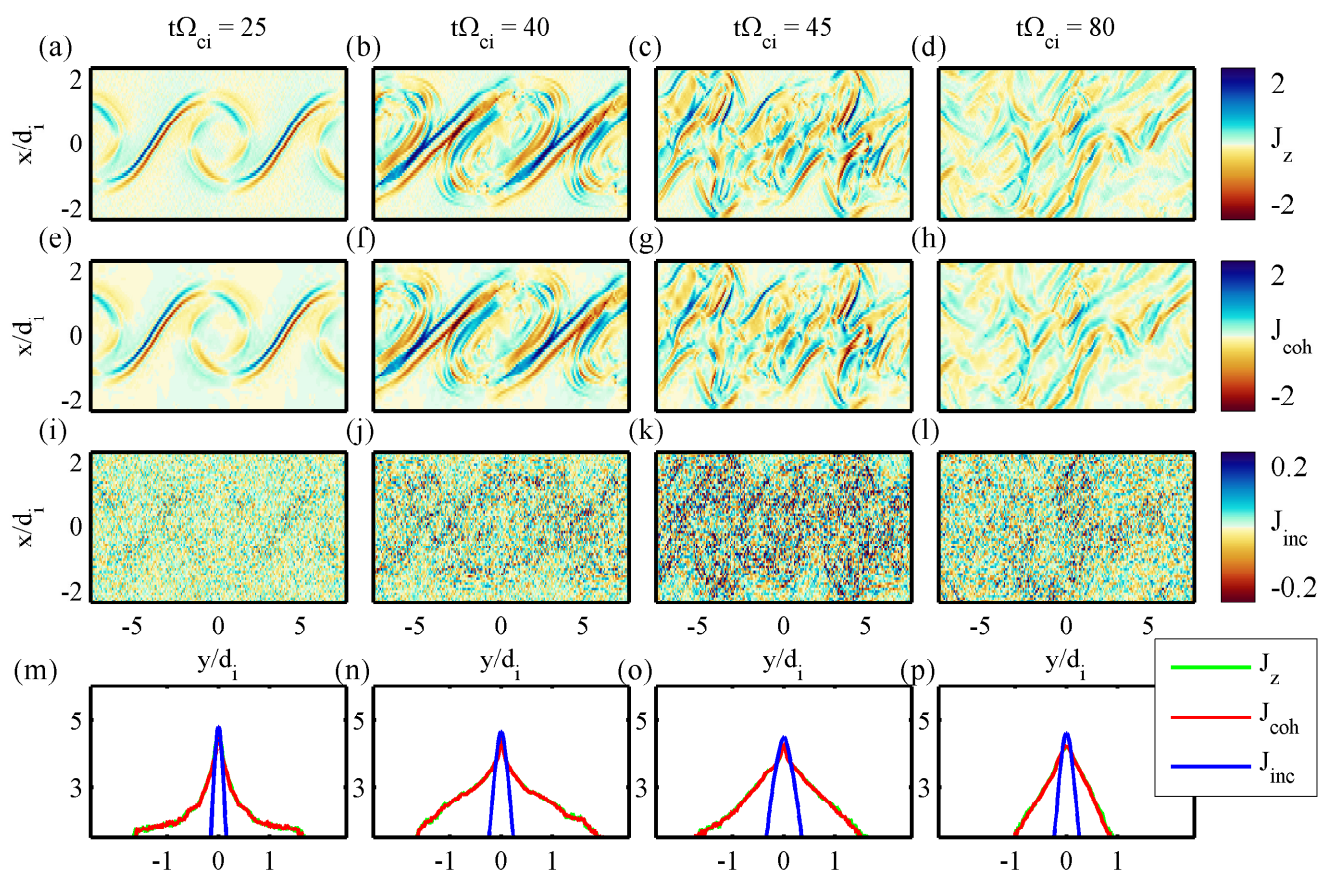 tΩci = 25 tΩci = 40 tΩci = 45 tΩci = 80
(a) (b) (c) (d)
2 2
x/di 0 Jz
-2 -2
(e) (f) (g) (h)
2 2
x/di 0 Jcoh
-2 -2
(i) (j) (k) (l)
2 0.2
x/di 0 Jinc
-2 -0.2
-5 0 5 -5 0 5 -5 0 5 -5 0 5
y/di y/di y/di y/di
(m) (n) (o) (p)
5 5 5 5
3 3 3 3
-1 0 1 -1 0 1 -1 0 1 -1 0 1
Jz
Jcoh
Jinc